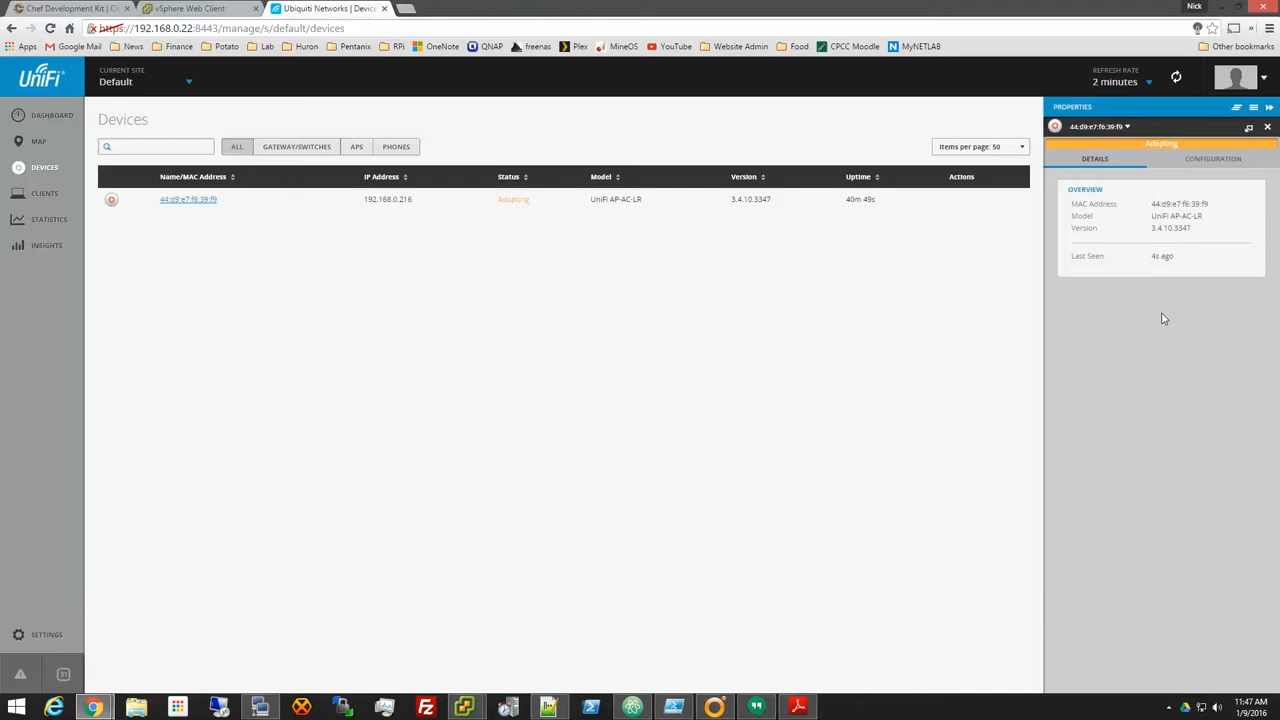 Chef Development Kit | Ch
vSphere Web Client
Ubiquiti Networks | Device
Nick
https://192.168.0.22:8443/manage/s/default/devices
Apps
Google Mail
News
Finance
Potato
Lab
Huron
Pentanix
RPi
OneNote
QNAP
freenas
Plex
MineOS
YouTube
Website Admin
Food
CPCC Moodle
MyNETLAB
Other bookmarks
UniFi
CURRENT SITE
Default
REFRESH RATE
2 minutes
DASHBOARD
MAP
DEVICES
CLIENTS
STATISTICS
INSIGHTS
SETTINGS
31
Devices
ALL
GATEWAY/SWITCHES
APS
PHONES
Items per page: 50
Name/MAC Address
IP Address
Status
Model
Version
Uptime
Actions
44:d9:e7:f6:39:f9
192.168.0.216
Adopting
UniFi AP-AC-LR
3.4.10.3347
40m 49s
PROPERTIES
44:d9:e7:f6:39:f9
Adopting
DETAILS
CONFIGURATION
OVERVIEW
MAC Address 44:d9:e7:f6:39:f9
Model UniFi AP-AC-LR
Version 3.4.10.3347
Last Seen 4s ago
11:47 AM
1/9/2016